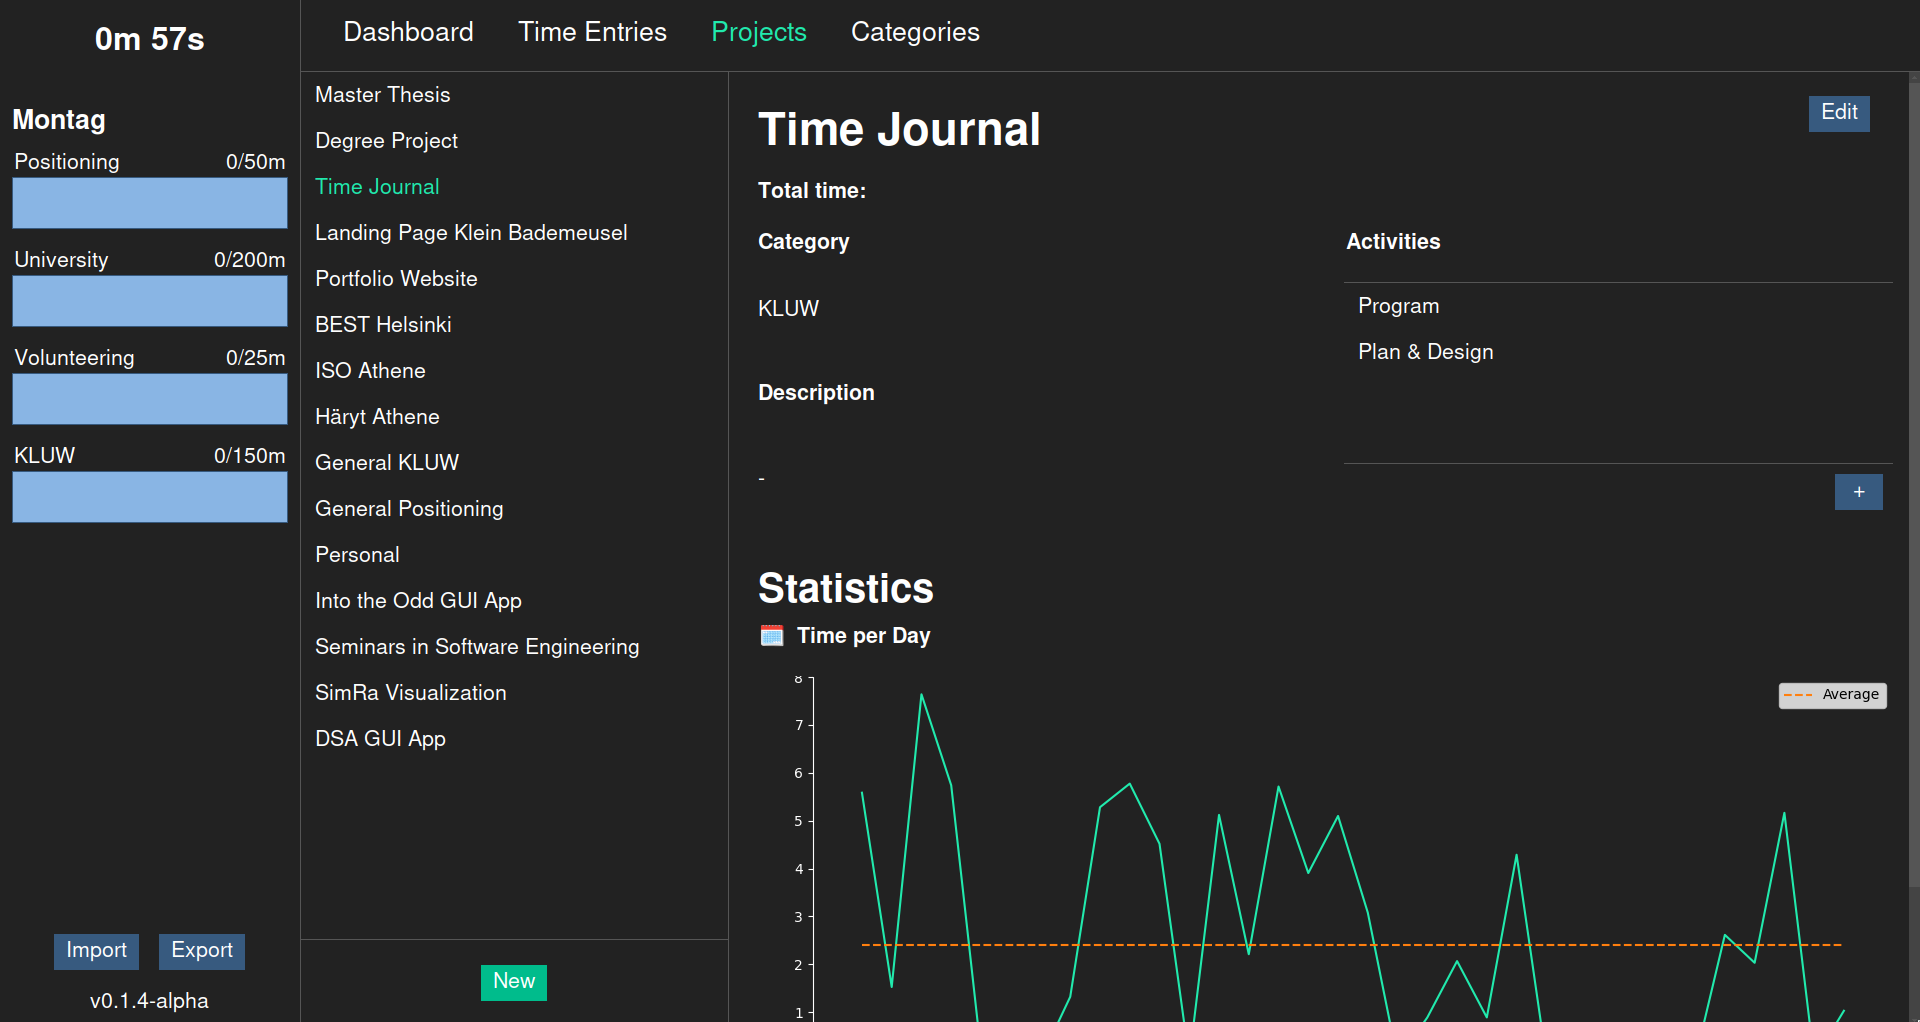 0m 57s
Montag
Positioning 0/50m
University 0/200m
Volunteering 0/25m
KLUW 0/150m
Import Export
v0.1.4-alpha
Dashboard Time Entries Projects Categories
Master Thesis
Degree Project
Time Journal
Landing Page Klein Bademeusel
Portfolio Website
BEST Helsinki
ISO Athene
Häryt Athene
General KLUW
General Positioning
Personal
Into the Odd GUI App
Seminars in Software Engineering
SimRa Visualization
DSA GUI App
New
Time Journal
Edit
Total time:
Category
KLUW
Description
-
Activities
Program
Plan & Design
+
Statistics
Time per Day
8
7
6
5
4
3
2
1
Average